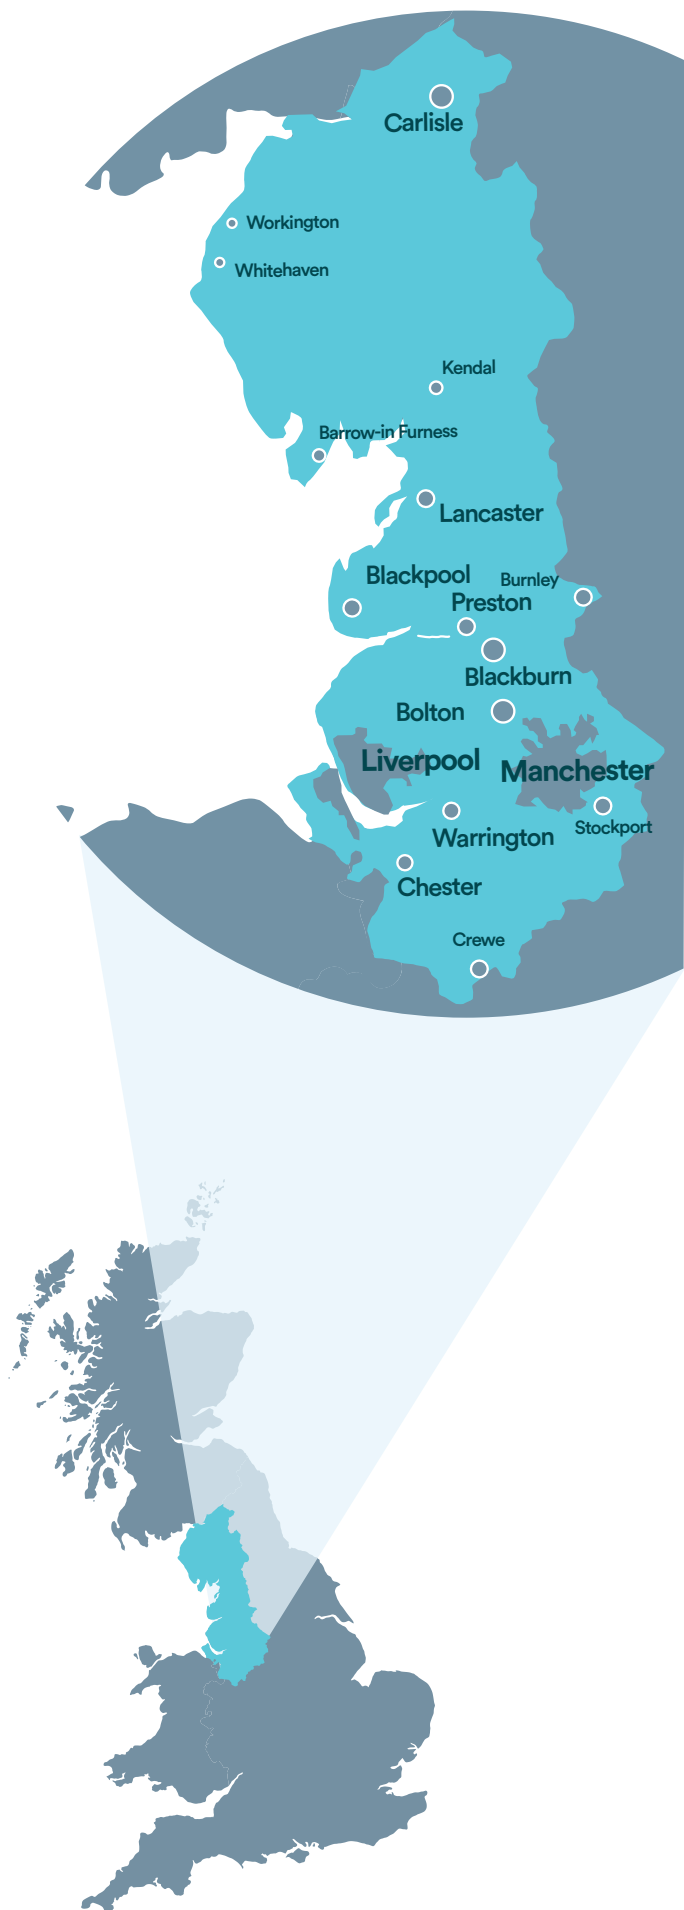 Carlisle
Workington
Whitehaven
Kendal
Barrow-in Furness
Lancaster
Blackpool
Burnley
Preston
Blackburn
Bolton
Liverpool
Manchester
Stockport
Warrington
Chester
Crewe